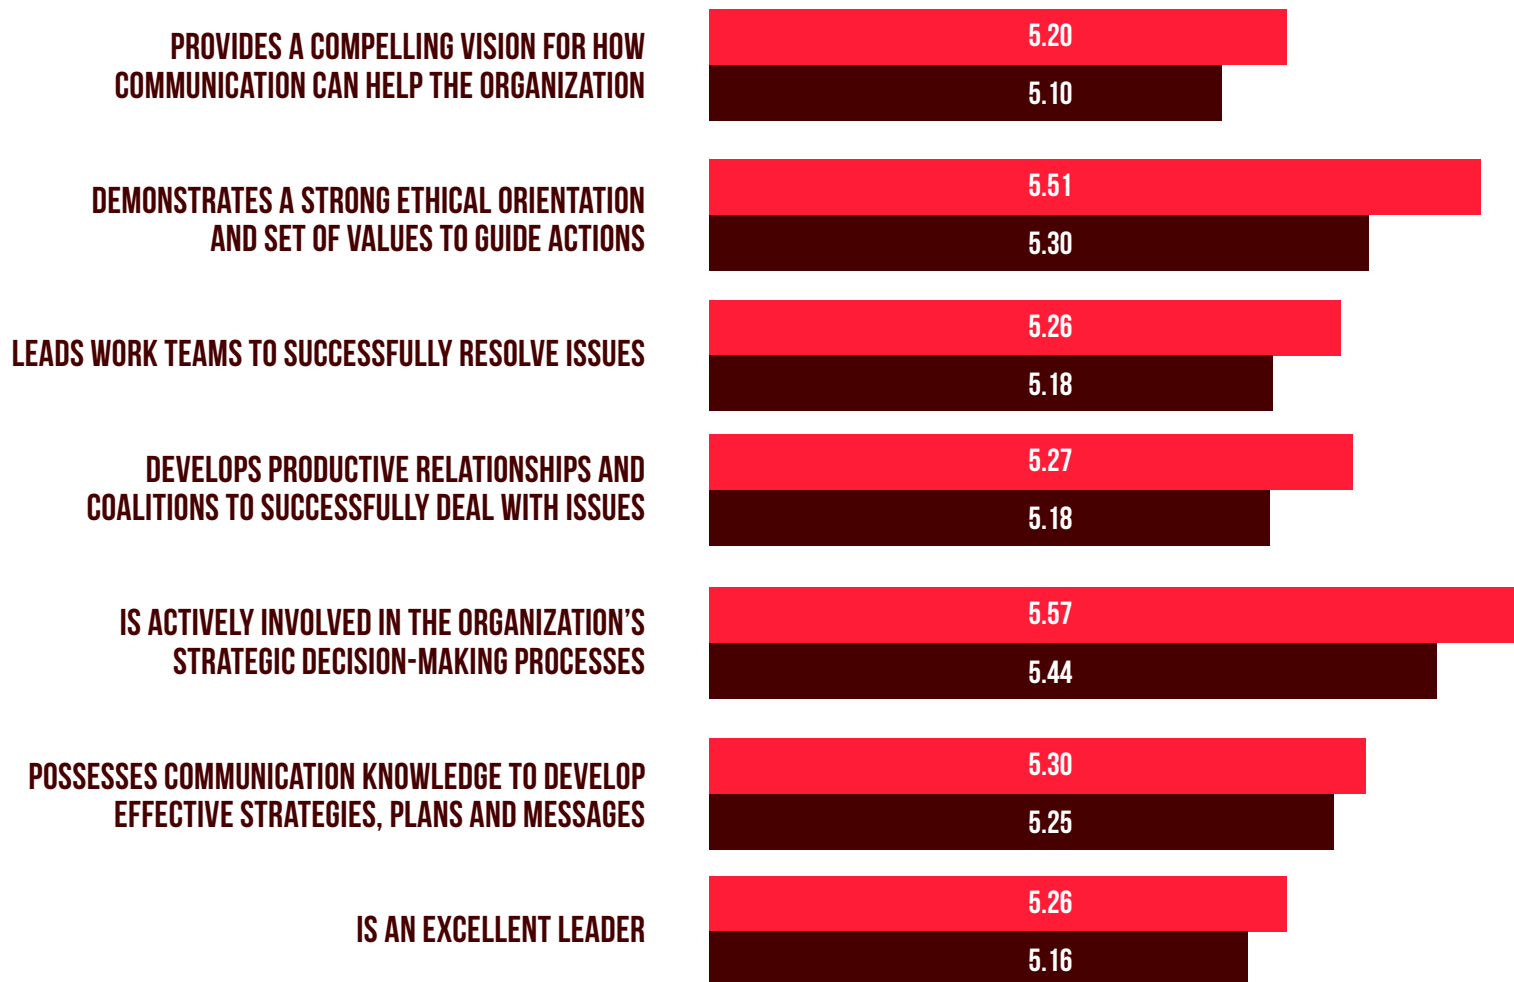 PROVIDES A COMPELLING VISION FOR HOW
COMMUNICATION CAN HELP THE ORGANIZATION
5.20
5.10
DEMONSTRATES A STRONG ETHICAL ORIENTATION
AND SET OF VALUES TO GUIDE ACTIONS
5.51
5.30
LEADS WORK TEAMS TO SUCCESSFULLY RESOLVE ISSUES
5.26
5.18
DEVELOPS PRODUCTIVE RELATIONSHIPS AND
COALITIONS TO SUCCESSFULLY DEAL WITH ISSUES
5.27
5.18
IS ACTIVELY INVOLVED IN THE ORGANIZATION’S
STRATEGIC DECISION-MAKING PROCESSES
5.57
5.44
POSSESSES COMMUNICATION KNOWLEDGE TO DEVELOP
EFFECTIVE STRATEGIES, PLANS AND MESSAGES
5.30
5.25
IS AN EXCELLENT LEADER
5.26
5.16